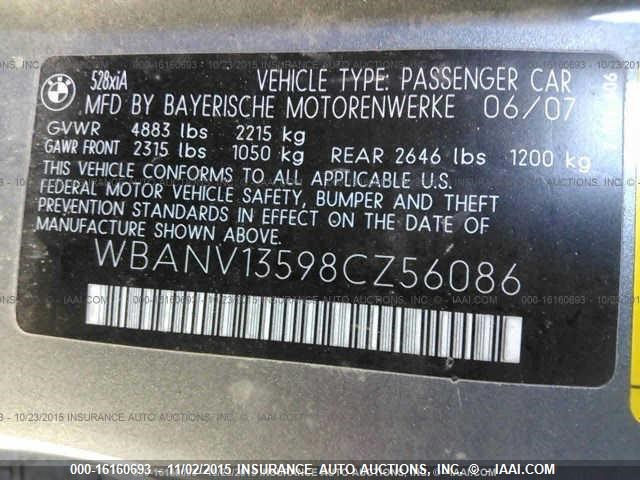 528xiA VEHICLE TYPE: PASSENGER CAR
MFD BY BAYERISCHE MOTORENWERKE 06/07
GVWR 4883 lbs 2215 kg
GAWR FRONT 2315 lbs 1050 kg REAR 2646 lbs 1200 kg
THIS VEHICLE CONFORMS TO ALL APPLICABLE U.S.
FEDERAL MOTOR VEHICLE SAFETY, BUMPER AND THEFT
PREVENTION STANDARDS IN EFFECT ON THE DATE OF
MANUFACTURE SHOWN ABOVE.
WBANV13598CZ56086
000-16160693 - 11/02/2015 - INSURANCE AUTO AUCTIONS, INC. - © - IAAI.COM